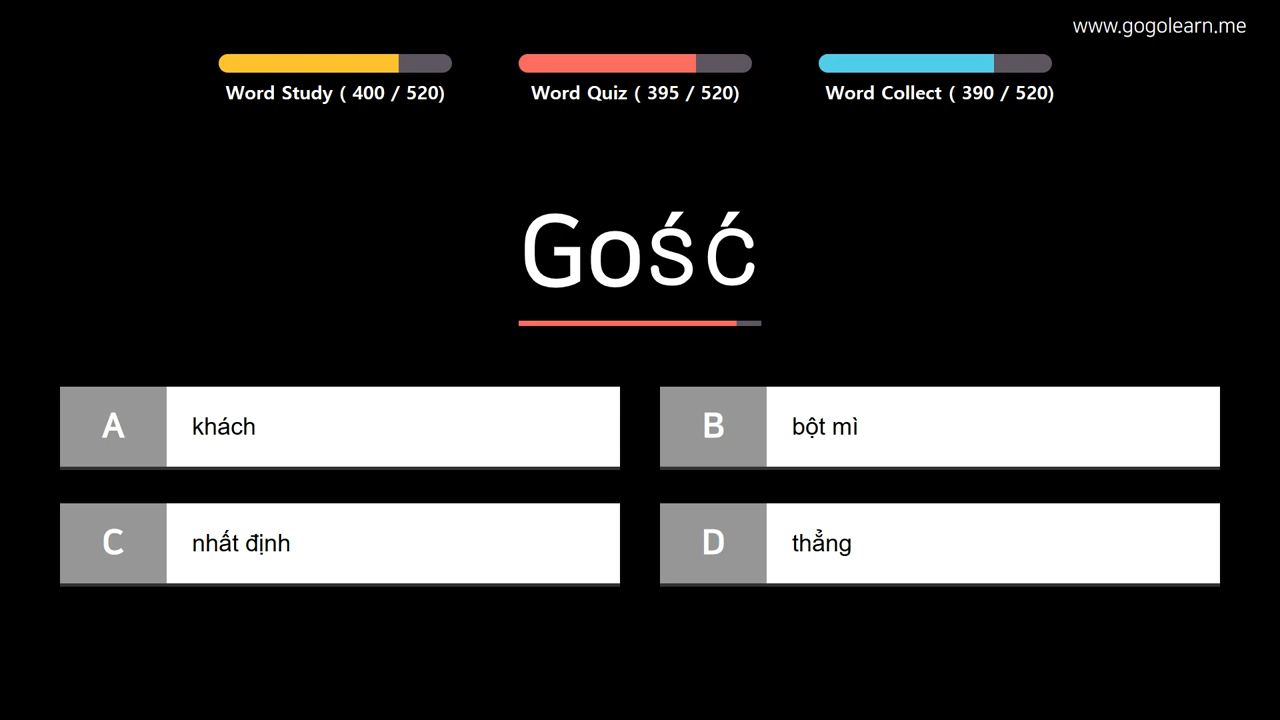 www.gogolearn.me
Word Study ( 400 / 520)
Word Quiz ( 395 / 520)
Word Collect ( 390 / 520)
Gość
A khách
B bột mì
C nhất định
D thẳng